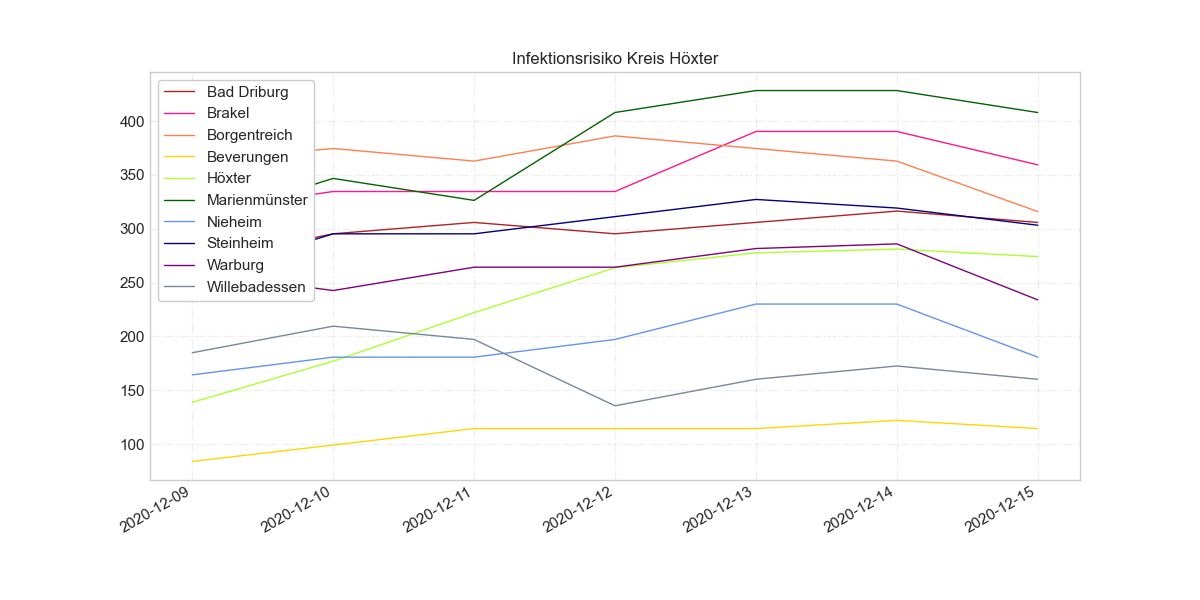 Infektionsrisiko Kreis Höxter
Bad Driburg
Brakel
Borgentreich
Beverungen
Höxter
Marienmünster
Nieheim
Steinheim
Warburg
Willebadessen
400
350
300
250
200
150
100
2020-12-09
2020-12-10
2020-12-11
2020-12-12
2020-12-13
2020-12-14
2020-12-15